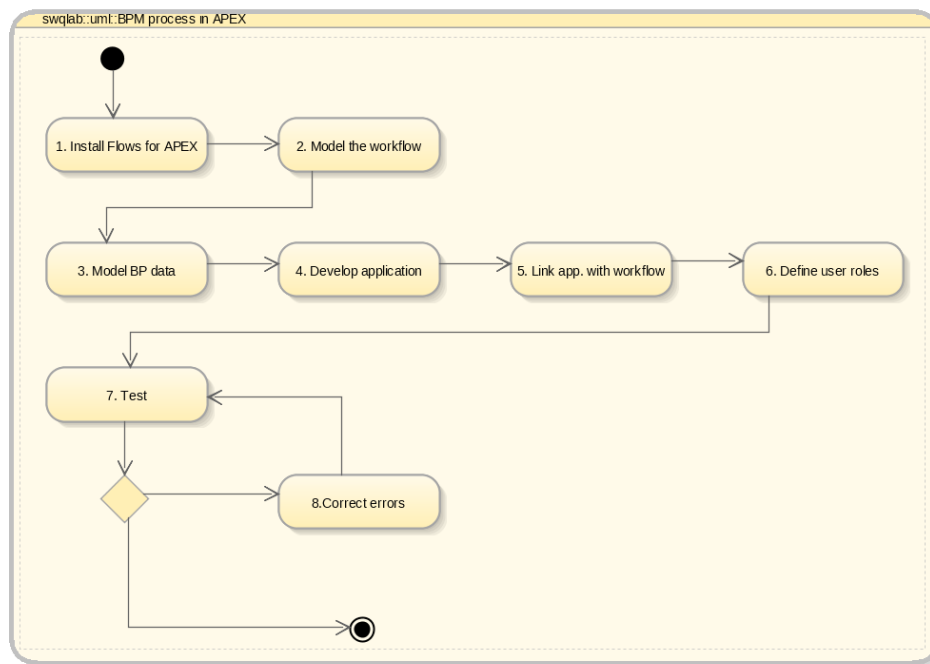 swqlab::uml::BPM process in APEX
1. Install Flows for APEX
2. Model the workflow
3. Model BP data
4. Develop application
5. Link app. with workflow
6. Define user roles
7. Test
8.Correct errors